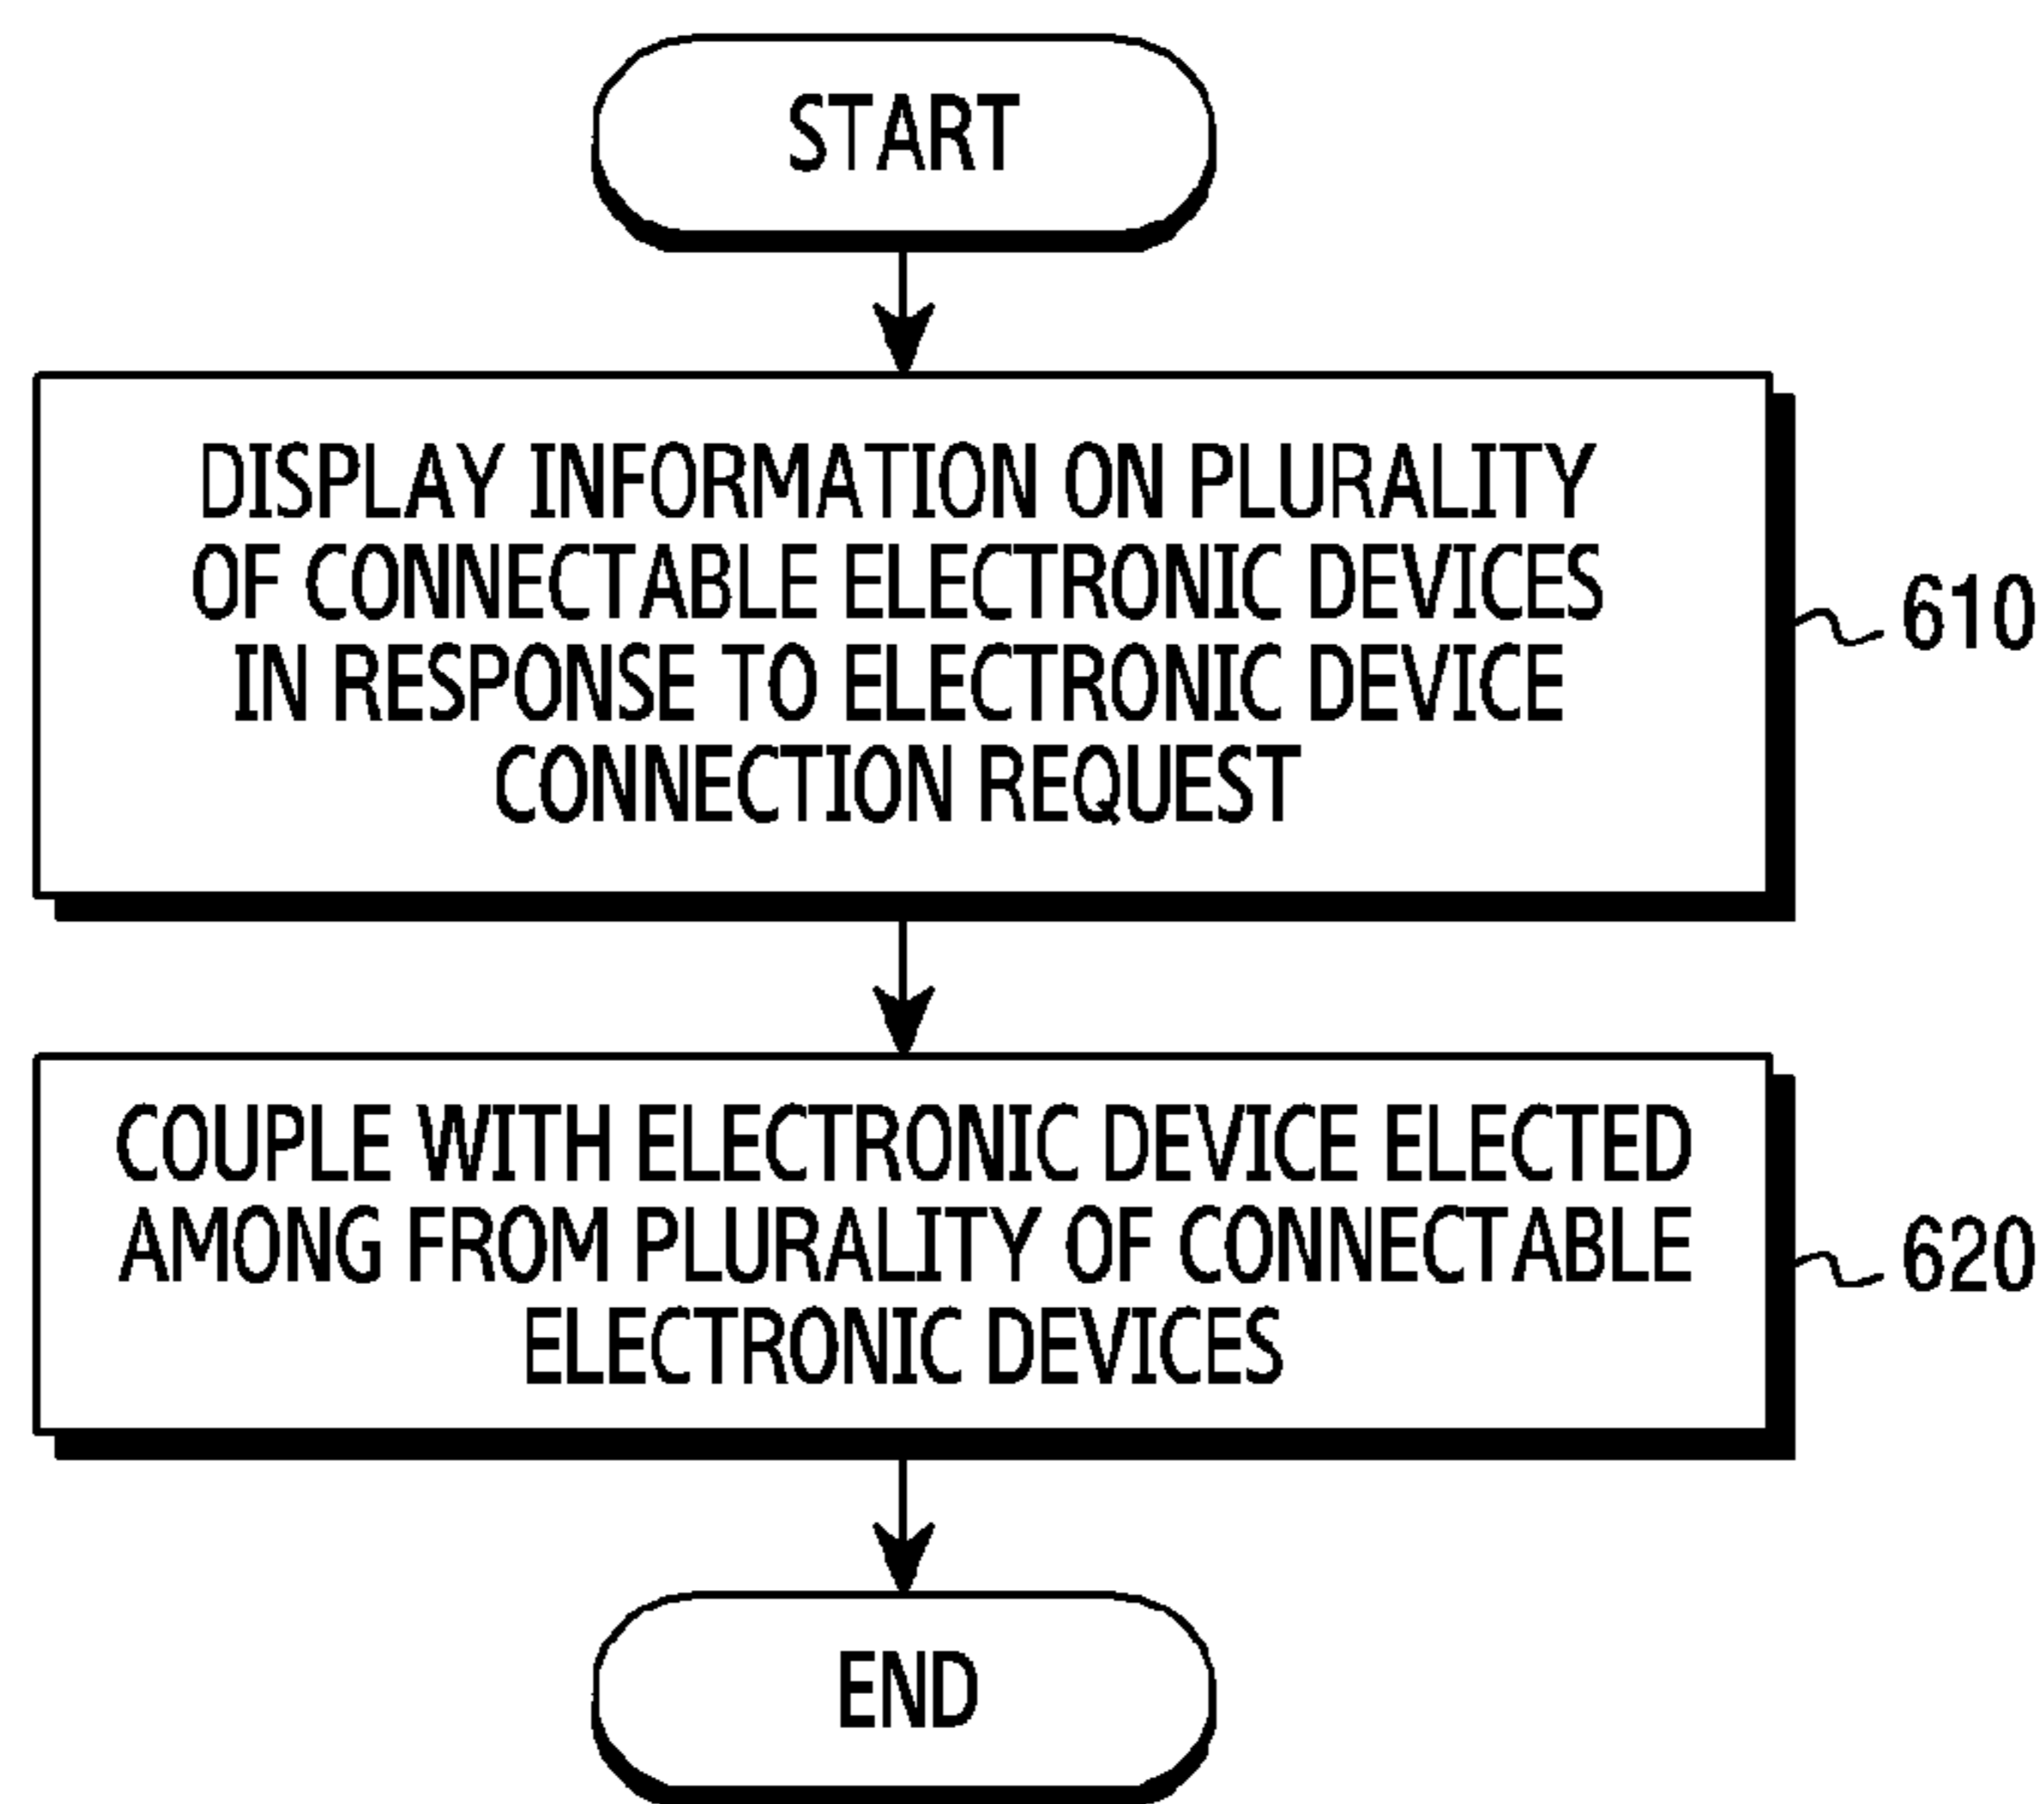 START
DISPLAY INFORMATION ON PLURALITY
OF CONNECTABLE ELECTRONIC DEVICES
IN RESPONSE TO ELECTRONIC DEVICE
CONNECTION REQUEST
610
COUPLE WITH ELECTRONIC DEVICE ELECTED
AMONG FROM PLURALITY OF CONNECTABLE
ELECTRONIC DEVICES
620
END